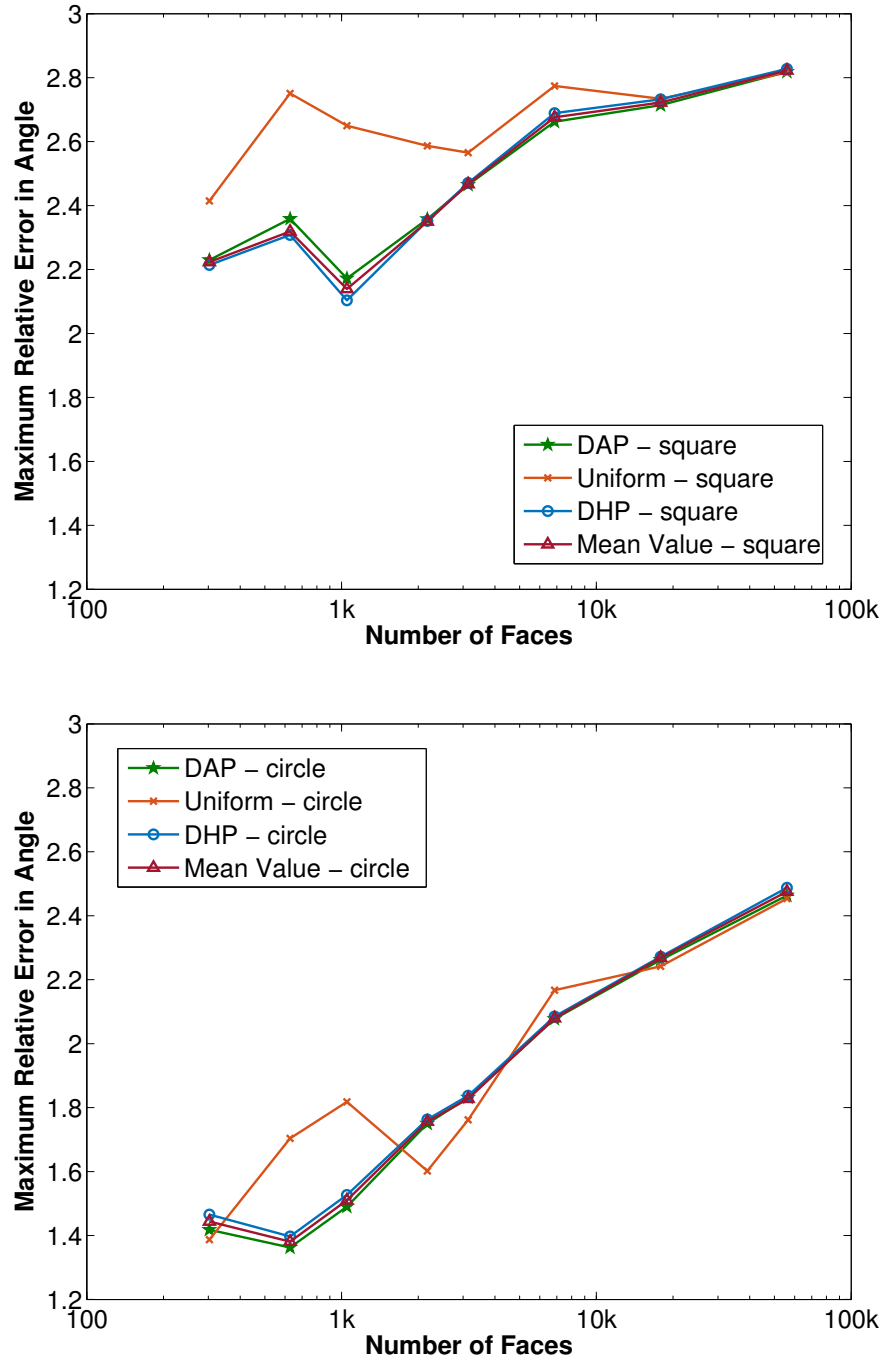 3
2.8
2.6
2.4
2.2
2
1.8
1.6
1.4
1.2
Maximum Relative Error in Angle
DAP – square
Uniform – square
DHP – square
Mean Value – square
100 1k 10k 100k
Number of Faces
3
2.8
2.6
2.4
2.2
2
1.8
1.6
1.4
1.2
Maximum Relative Error in Angle
DAP – circle
Uniform – circle
DHP – circle
Mean Value – circle
100 1k 10k 100k
Number of Faces